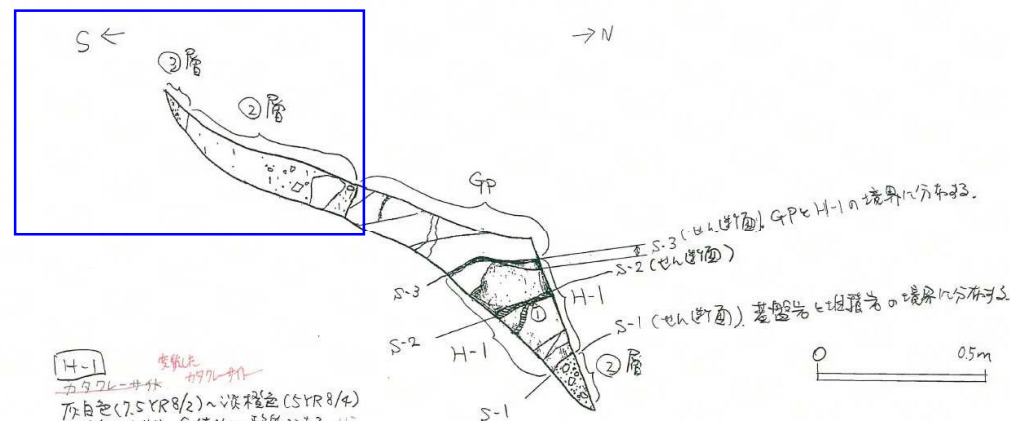 S ←
→ N
③層
②層
GP
S-3 (せん断面). GPとH-1の境界に分布する.
S-2 (せん断面)
S-3
H-1
①
S-1 (せん断面). 基盤岩と堆積岩の境界に分布する.
S-2
H-1
②層
S-1
0
0.5m
H-1
変質した
カタクレーサイト
カタクレーサイト
灰白色(7.5YR8/2)~淡橙色(5YR8/4)